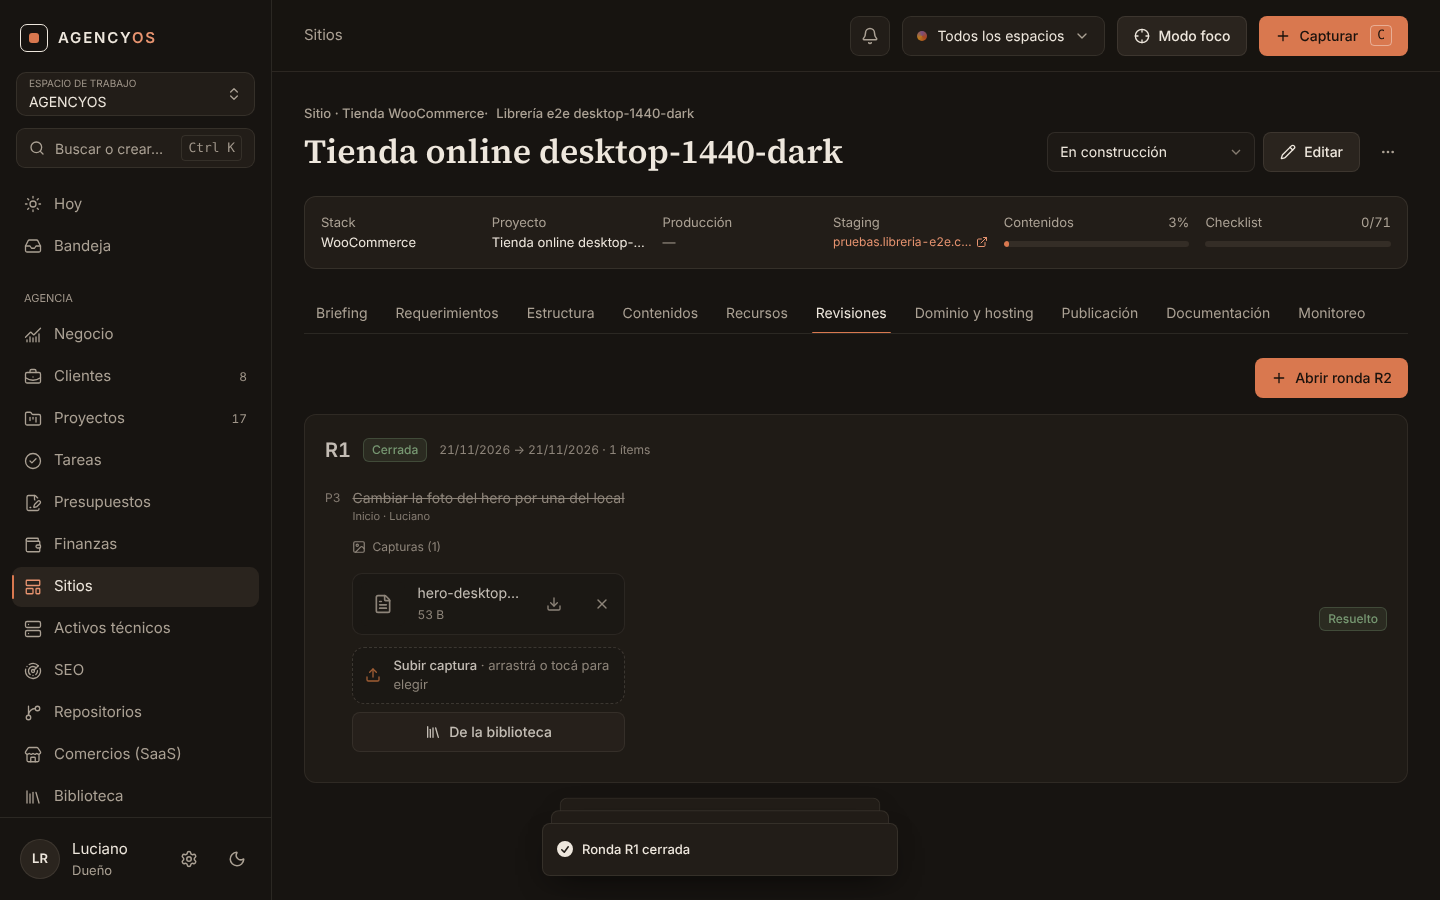 AGENCYOS
ESPACIO DE TRABAJO
AGENCYOS
Buscar o crear... Ctrl K
Hoy
Bandeja
AGENCIA
Negocio
Clientes 8
Proyectos 17
Tareas
Presupuestos
Finanzas
Sitios
Activos técnicos
SEO
Repositorios
Comercios (SaaS)
Biblioteca
LR
Luciano
Dueño
Sitios
Todos los espacios
Modo foco
Capturar C
Sitio · Tienda WooCommerce· Librería e2e desktop-1440-dark
Tienda online desktop-1440-dark
En construcción
Editar
Stack
WooCommerce
Proyecto
Tienda online desktop-...
Producción
—
Staging
pruebas.libreria-e2e.c...
Contenidos 3%
Checklist 0/71
Briefing Requerimientos Estructura Contenidos Recursos Revisiones Dominio y hosting Publicación Documentación Monitoreo
Abrir ronda R2
R1 Cerrada 21/11/2026 → 21/11/2026 · 1 ítems
P3 Cambiar la foto del hero por una del local
Inicio · Luciano
Capturas (1)
hero-desktop...
53 B
Resuelto
Subir captura · arrastrá o tocá para
elegir
De la biblioteca
Ronda R1 cerrada